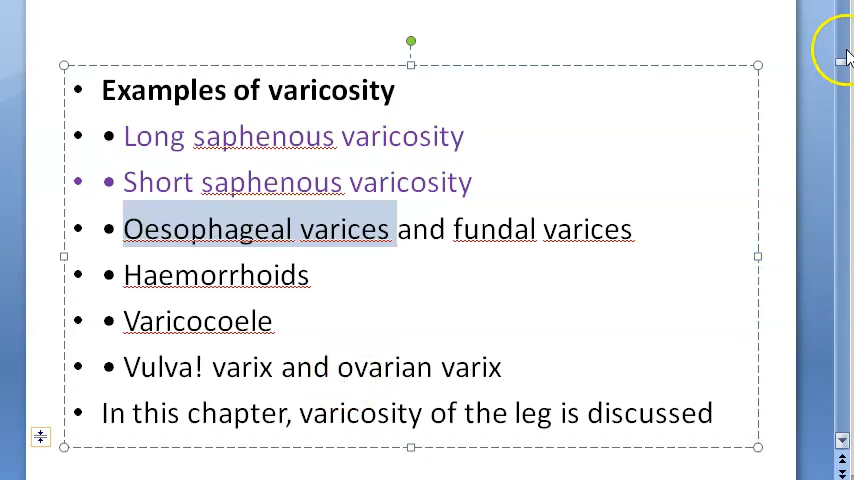 • Examples of varicosity
• • Long saphenous varicosity
• • Short saphenous varicosity
• • Oesophageal varices and fundal varices
• • Haemorrhoids
• • Varicocoele
• • Vulva! varix and ovarian varix
• In this chapter, varicosity of the leg is discussed